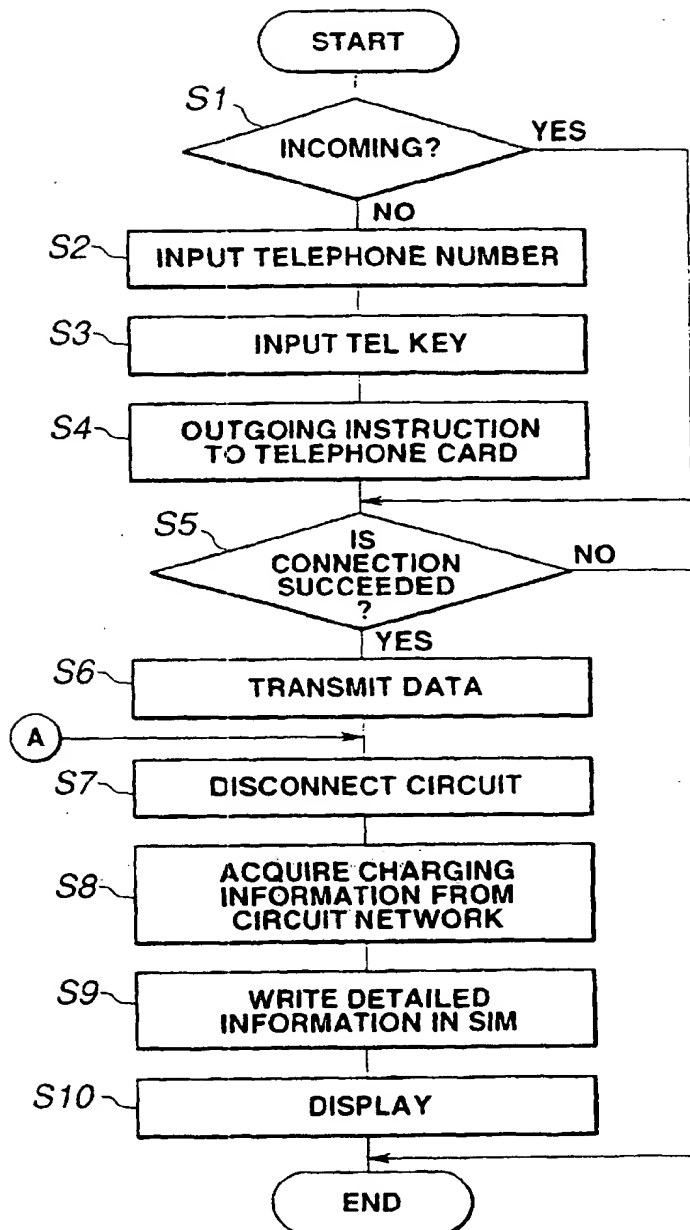 START
S1
INCOMING?
YES
NO
S2
INPUT TELEPHONE NUMBER
S3
INPUT TEL KEY
S4
OUTGOING INSTRUCTION
TO TELEPHONE CARD
S5
IS
CONNECTION
SUCCEEDED
?
NO
YES
S6
TRANSMIT DATA
A
S7
DISCONNECT CIRCUIT
S8
ACQUIRE CHARGING
INFORMATION FROM
CIRCUIT NETWORK
S9
WRITE DETAILED
INFORMATION IN SIM
S10
DISPLAY
END